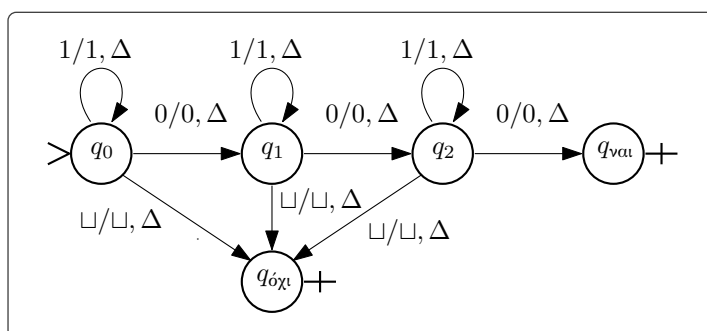 1/1, Δ 1/1, Δ 1/1, Δ
0/0, Δ 0/0, Δ 0/0, Δ
q0 q1 q2 qναι
⊔/⊔, Δ ⊔/⊔, Δ ⊔/⊔, Δ
qόχι